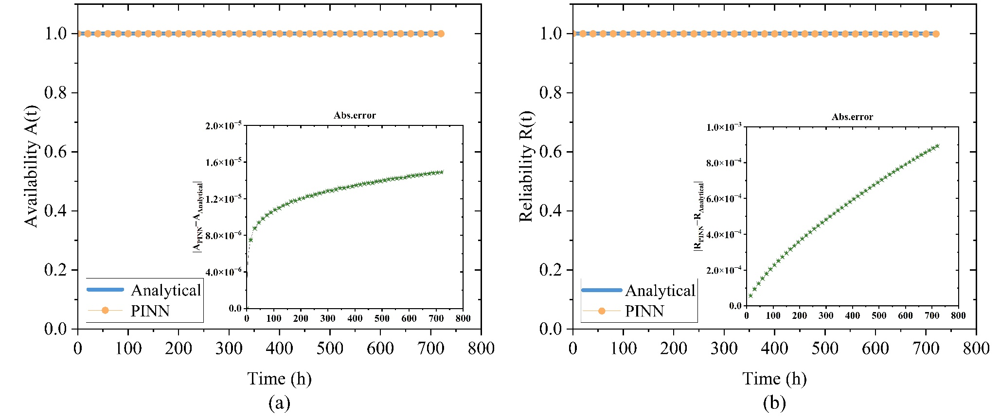 Availability A(t)
1.0
0.8
0.6
0.4
0.2
0.0
0 100 200 300 400 500 600 700 800
Time (h)
Analytical
PINN
Abs.error
|A_PINN−A_Analytical|
2.0×10⁻⁵
1.6×10⁻⁵
1.2×10⁻⁵
8.0×10⁻⁶
4.0×10⁻⁶
0.0
0 100 200 300 400 500 600 700 800
(a)
Reliability R(t)
1.0
0.8
0.6
0.4
0.2
0.0
0 100 200 300 400 500 600 700 800
Time (h)
Analytical
PINN
Abs.error
|R_PINN−R_Analytical|
1.0×10⁻³
8.0×10⁻⁴
6.0×10⁻⁴
4.0×10⁻⁴
2.0×10⁻⁴
0.0
0 100 200 300 400 500 600 700 800
(b)